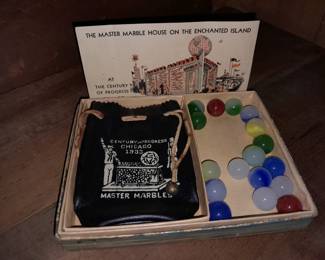 THE MASTER MARBLE HOUSE ON THE ENCHANTED ISLAND
AT
THE CENTURY
OF PROGRESS
CENTURY OF PROGRESS
CHICAGO
1933
MASTER MARBLES